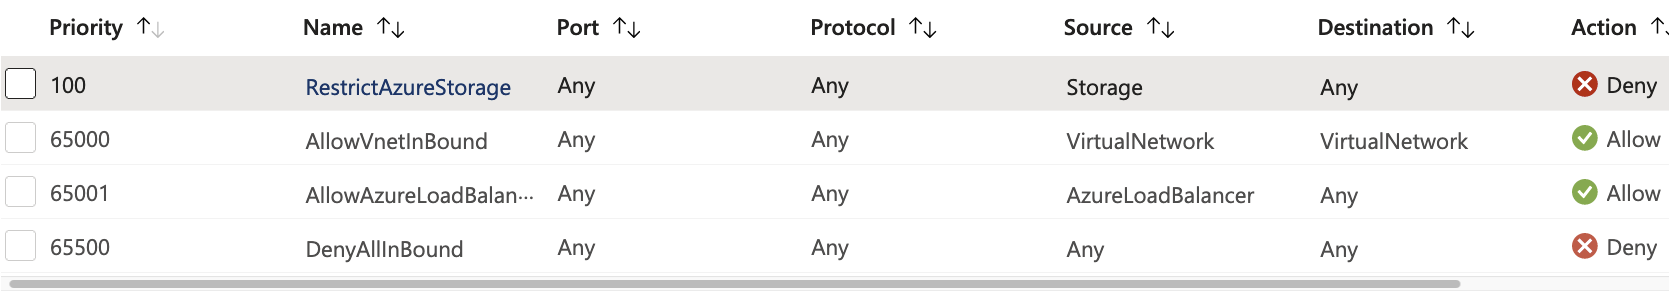 Priority ↑↓ Name ↑↓ Port ↑↓ Protocol ↑↓ Source ↑↓ Destination ↑↓ Action ↑↓
100 RestrictAzureStorage Any Any Storage Any Deny
65000 AllowVnetInBound Any Any VirtualNetwork VirtualNetwork Allow
65001 AllowAzureLoadBalan··· Any Any AzureLoadBalancer Any Allow
65500 DenyAllInBound Any Any Any Any Deny